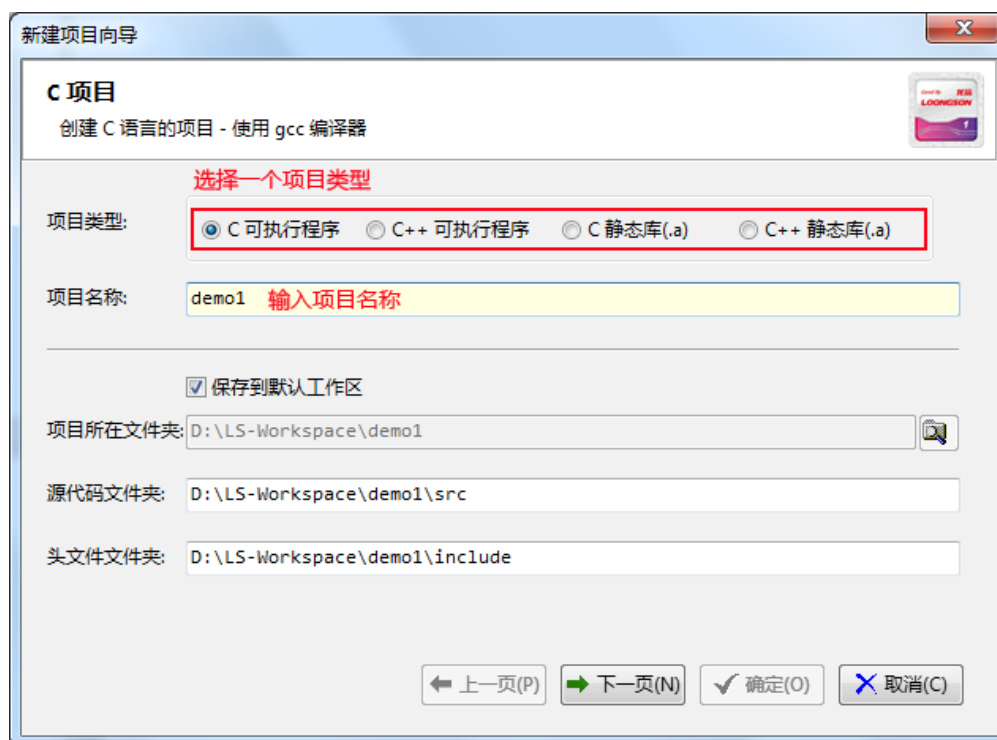 新建项目向导
C 项目
创建 C 语言的项目 - 使用 gcc 编译器
龙芯
LOONGSON
选择一个项目类型
项目类型: C 可执行程序 C++ 可执行程序 C 静态库(.a) C++ 静态库(.a)
项目名称: demo1 输入项目名称
保存到默认工作区
项目所在文件夹: D:\LS-Workspace\demo1
源代码文件夹: D:\LS-Workspace\demo1\src
头文件文件夹: D:\LS-Workspace\demo1\include
上一页(P) 下一页(N) 确定(O) 取消(C)